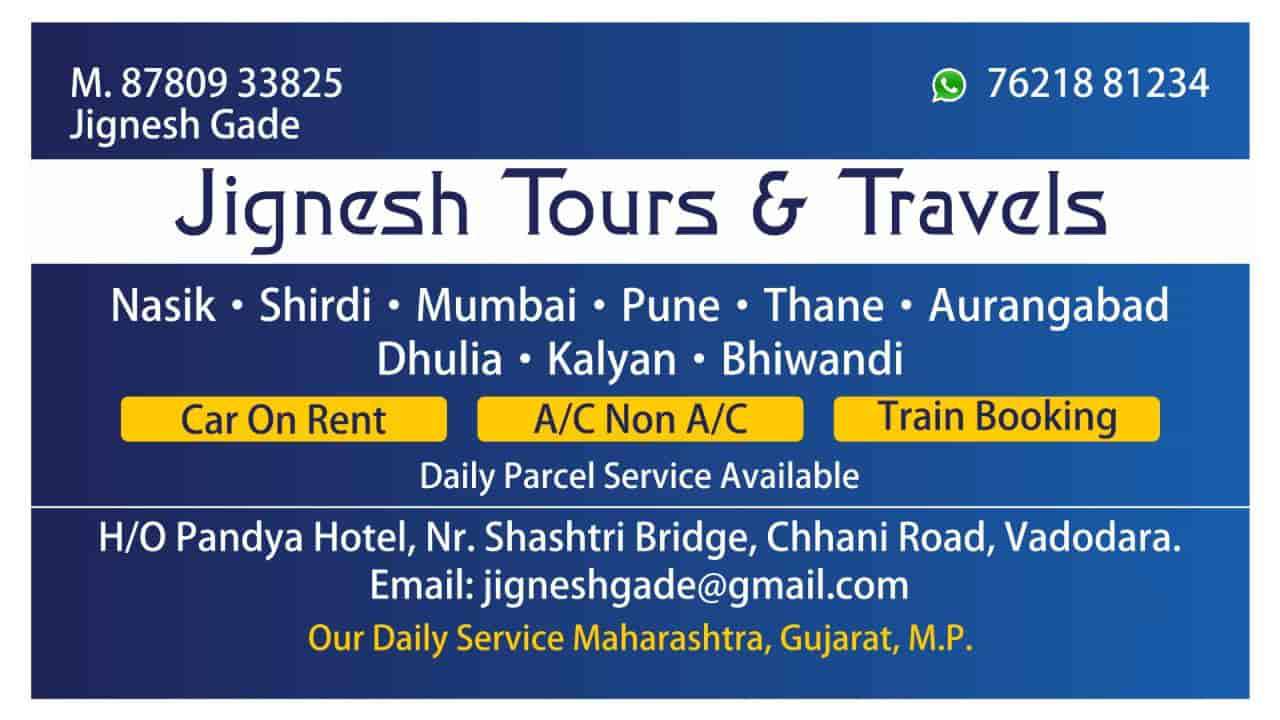 M. 87809 33825
76218 81234
Jignesh Gade
Jignesh Tours & Travels
Nasik • Shirdi • Mumbai • Pune • Thane • Aurangabad
Dhulia • Kalyan • Bhiwandi
Car On Rent
A/C Non A/C
Train Booking
Daily Parcel Service Available
H/O Pandya Hotel, Nr. Shashtri Bridge, Chhani Road, Vadodara.
Email: jigneshgade@gmail.com
Our Daily Service Maharashtra, Gujarat, M.P.